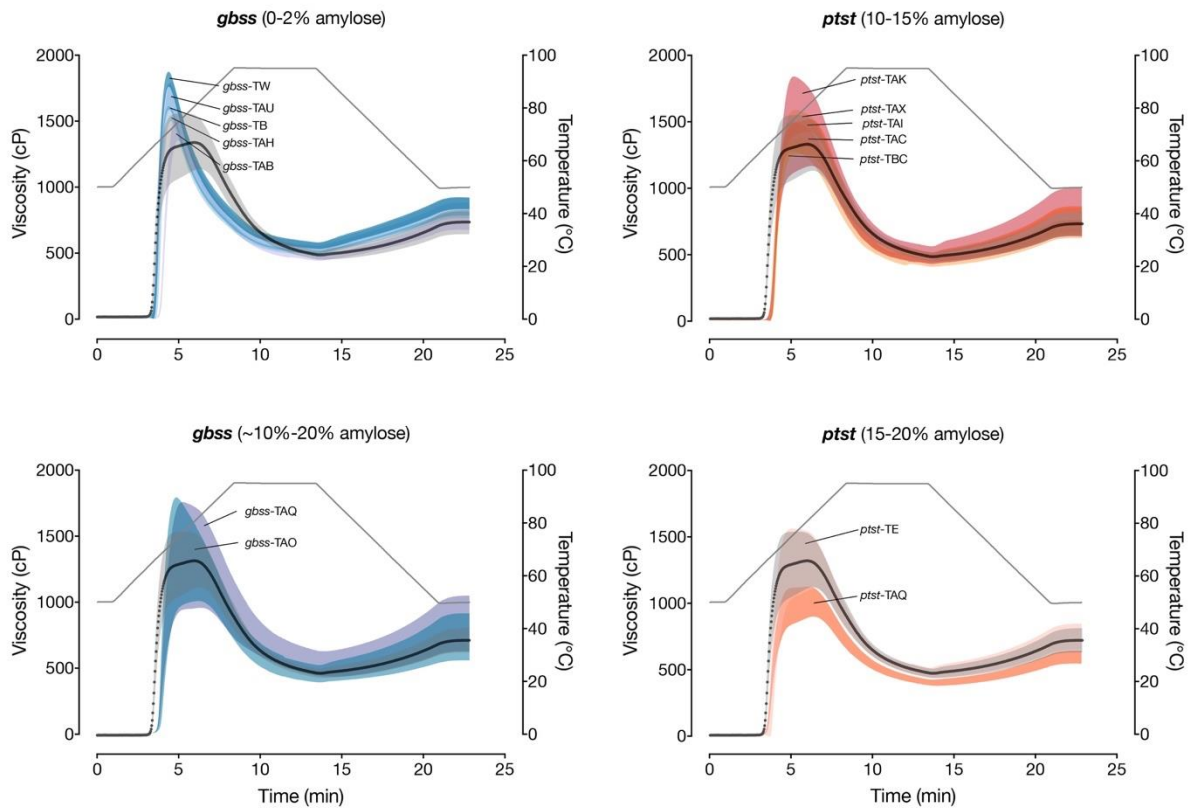 gbss (0-2% amylose)
2000
1500
1000
500
0
Viscosity (cP)
gbss-TW
gbss-TAU
gbss-TB
gbss-TAH
gbss-TAB
100
80
60
40
20
0
Temperature (°C)
0 5 10 15 20 25
ptst (10-15% amylose)
2000
1500
1000
500
0
Viscosity (cP)
ptst-TAK
ptst-TAX
ptst-TAI
ptst-TAC
ptst-TBC
100
80
60
40
20
0
Temperature (°C)
0 5 10 15 20 25
gbss (~10%-20% amylose)
2000
1500
1000
500
0
Viscosity (cP)
gbss-TAQ
gbss-TAO
100
80
60
40
20
0
Temperature (°C)
0 5 10 15 20 25
Time (min)
ptst (15-20% amylose)
2000
1500
1000
500
0
Viscosity (cP)
ptst-TE
ptst-TAQ
100
80
60
40
20
0
Temperature (°C)
0 5 10 15 20 25
Time (min)